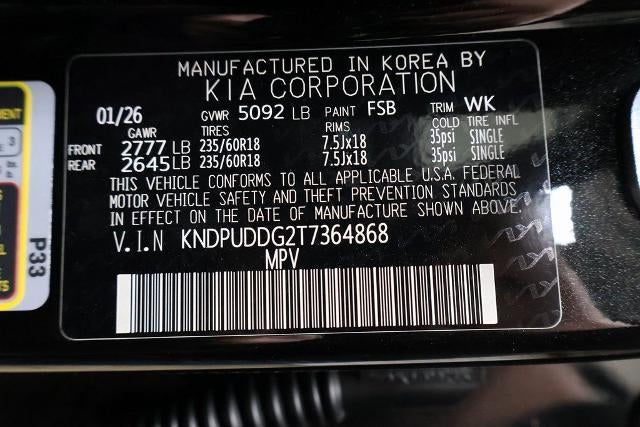 MANUFACTURED IN KOREA BY
KIA CORPORATION
01/26 GVWR 5092 LB PAINT FSB TRIM WK
GAWR TIRES RIMS COLD TIRE INFL
FRONT 2777 LB 235/60R18 7.5Jx18 35psi SINGLE
REAR 2645 LB 235/60R18 7.5Jx18 35psi SINGLE
THIS VEHICLE CONFORMS TO ALL APPLICABLE U.S.A. FEDERAL
MOTOR VEHICLE SAFETY AND THEFT PREVENTION STANDARDS
IN EFFECT ON THE DATE OF MANUFACTURE SHOWN ABOVE.
V.I.N KNDPUDDG2T7364868
MPV
P33